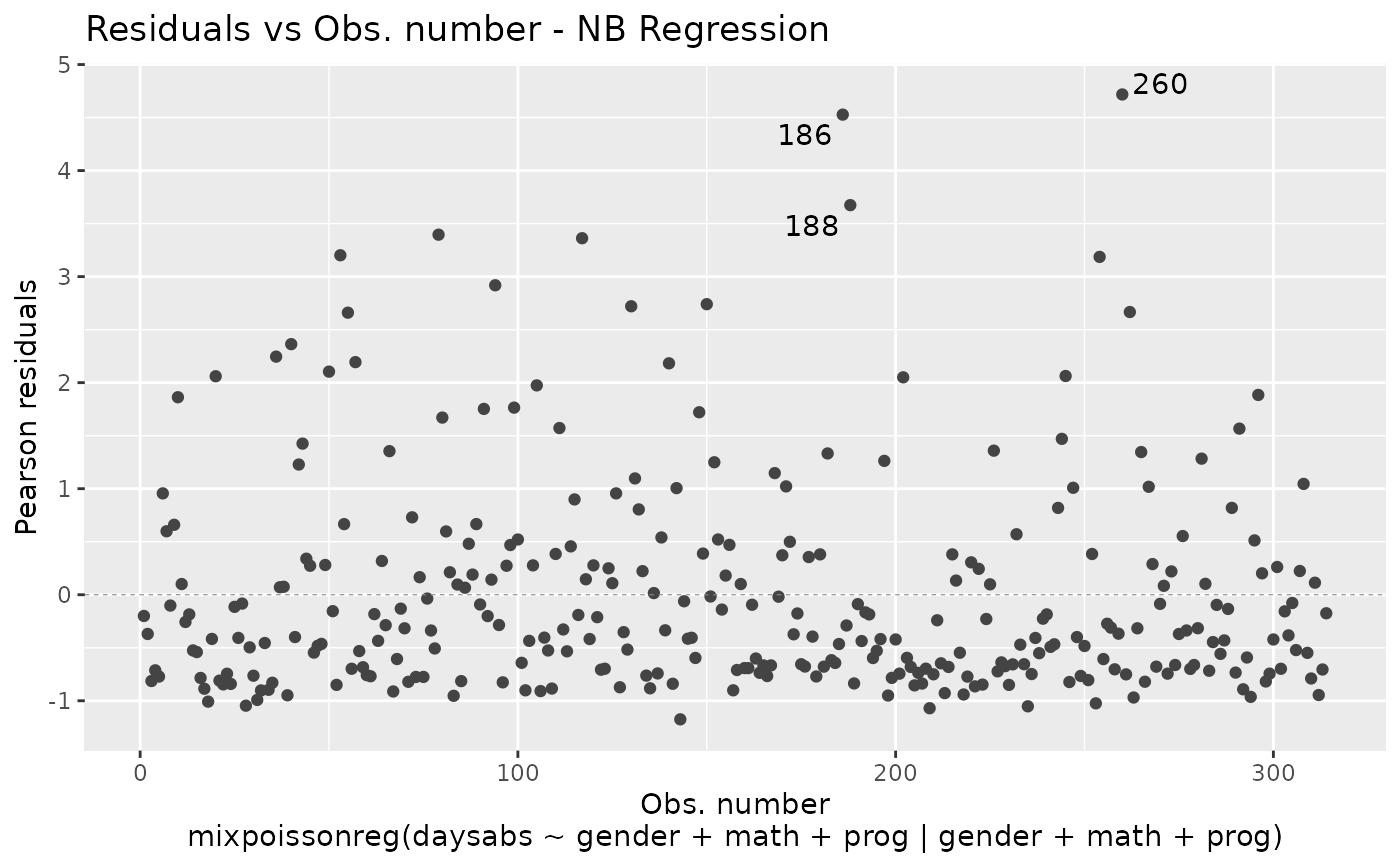 Residuals vs Obs. number - NB Regression
5
260
186
4
188
3
2
1
0
-1
Pearson residuals
0 100 200 300
Obs. number
mixpoissonreg(daysabs ~ gender + math + prog | gender + math + prog)